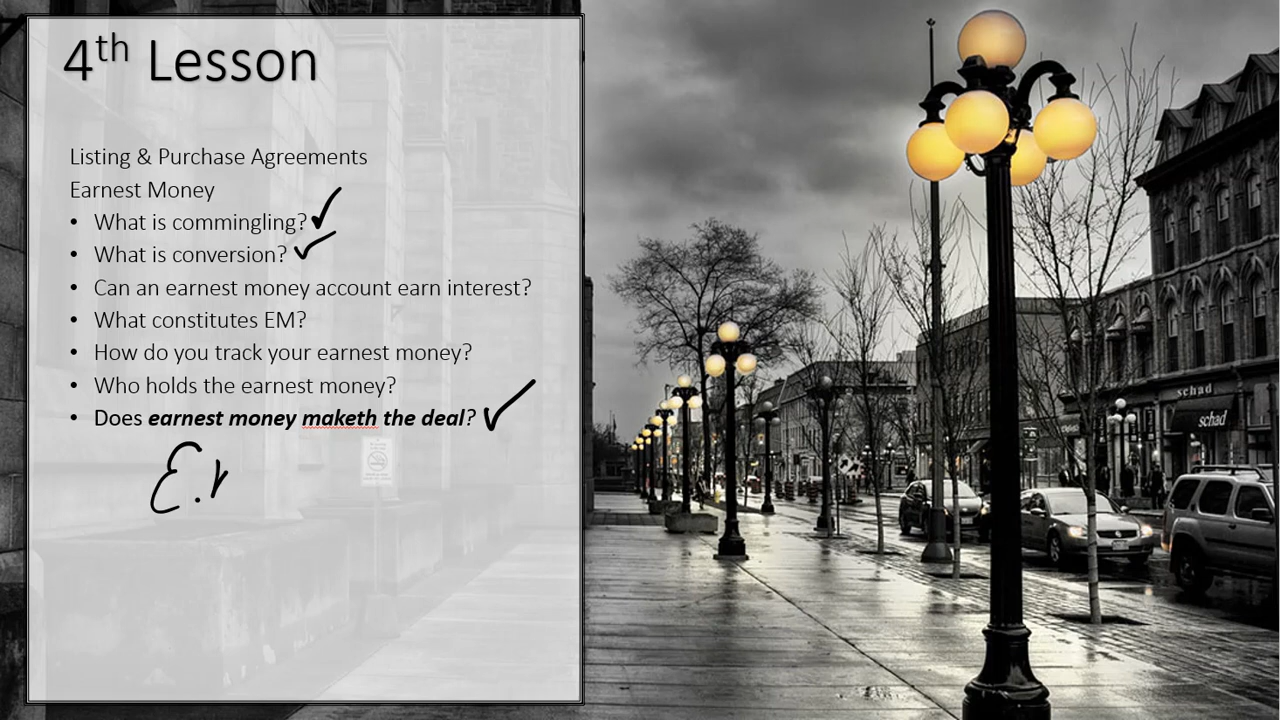 4th Lesson
Listing & Purchase Agreements
Earnest Money
• What is commingling? ✓
• What is conversion? ✓
• Can an earnest money account earn interest?
• What constitutes EM?
• How do you track your earnest money?
• Who holds the earnest money?
• Does earnest money maketh the deal? ✓
schad
schad